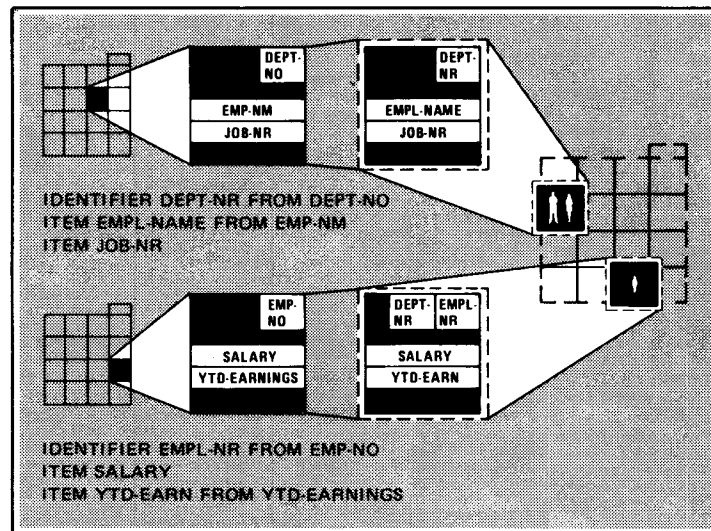 DEPT-
NO
EMP-NM
JOB-NR
DEPT-
NR
EMPL-NAME
JOB-NR
IDENTIFIER DEPT-NR FROM DEPT-NO
ITEM EMPL-NAME FROM EMP-NM
ITEM JOB-NR
EMP-
NO
SALARY
YTD-EARNINGS
DEPT- EMPL-
NR NR
SALARY
YTD-EARN
IDENTIFIER EMPL-NR FROM EMP-NO
ITEM SALARY
ITEM YTD-EARN FROM YTD-EARNINGS